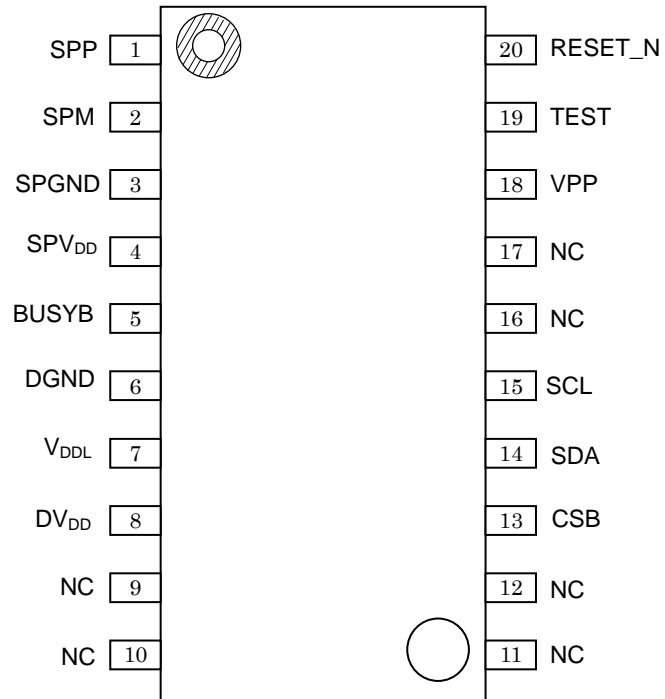 SPP 1 20 RESET_N
SPM 2 19 TEST
SPGND 3 18 VPP
SPVDD 4 17 NC
BUSYB 5 16 NC
DGND 6 15 SCL
VDDL 7 14 SDA
DVDD 8 13 CSB
NC 9 12 NC
NC 10 11 NC